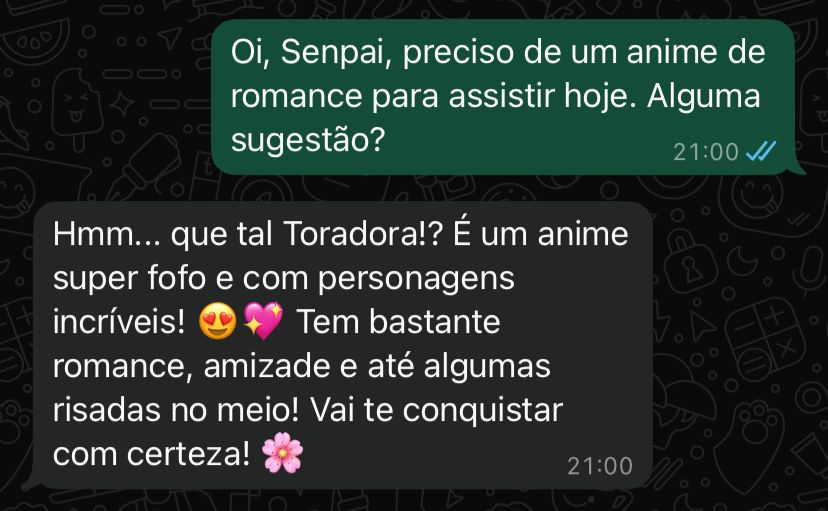 Oi, Senpai, preciso de um anime de
romance para assistir hoje. Alguma
sugestão?
21:00
Hmm... que tal Toradora!? É um anime
super fofo e com personagens
incríveis! 😍💖 Tem bastante
romance, amizade e até algumas
risadas no meio! Vai te conquistar
com certeza! 🌸
21:00